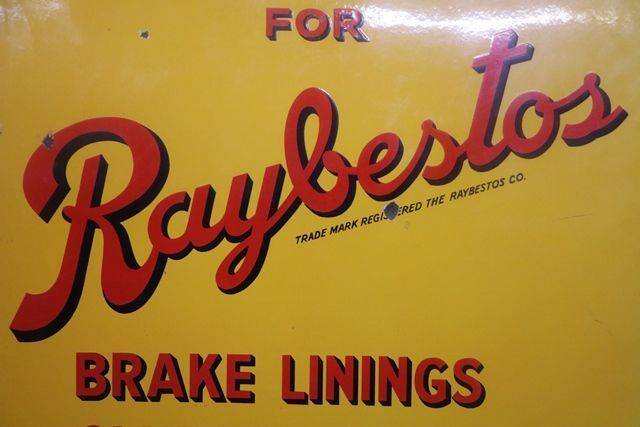 FOR
Raybestos
TRADE MARK REGISTERED THE RAYBESTOS CO.
BRAKE LININGS